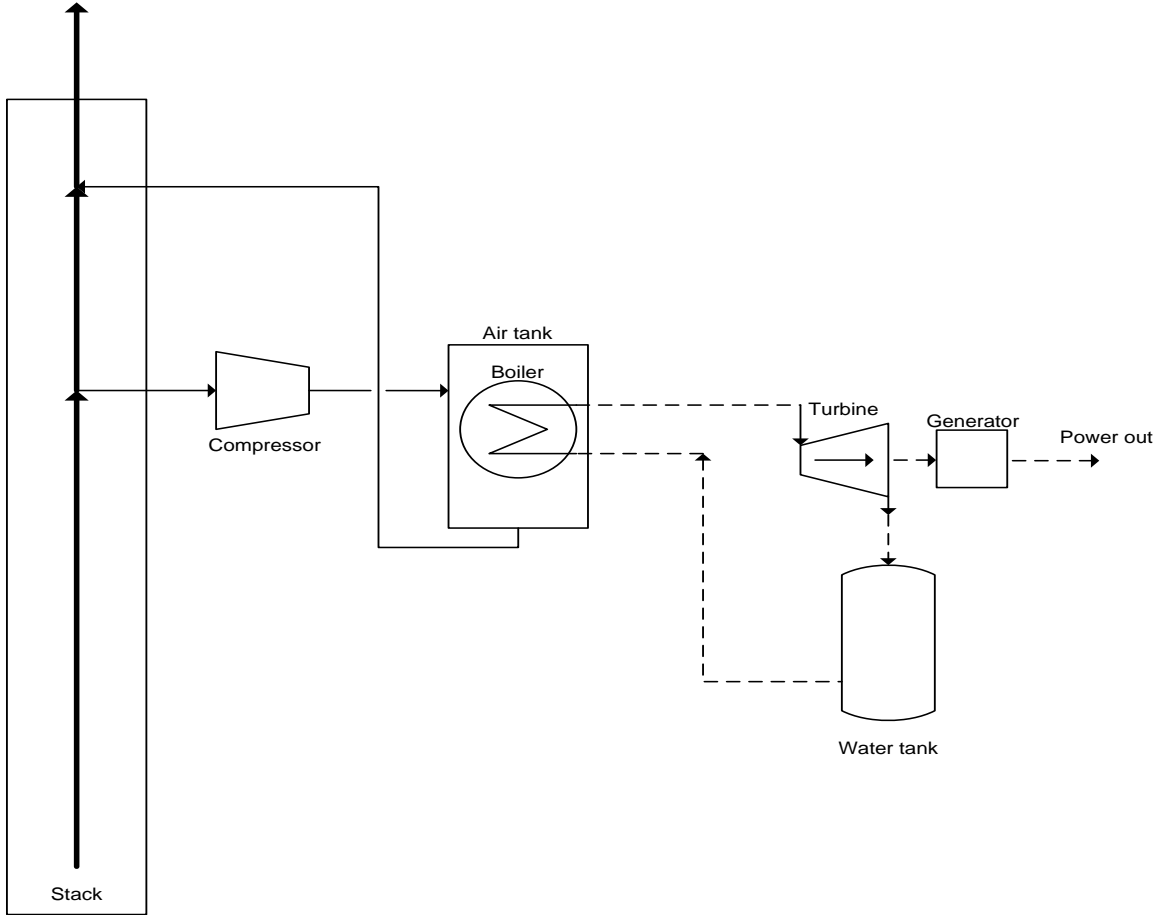 Air tank
Boiler
Turbine
Generator
Power out
Compressor
Water tank
Stack